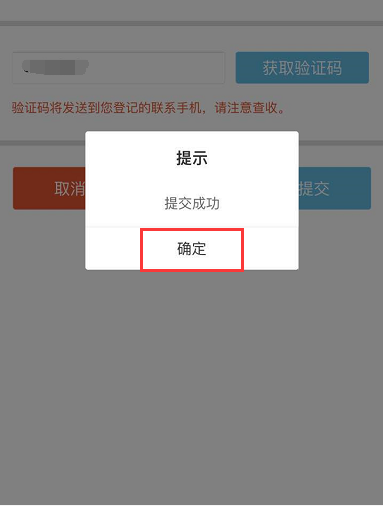 获取验证码
验证码将发送到您登记的联系手机，请注意查收。
提示
取消
提交
提交成功
确定